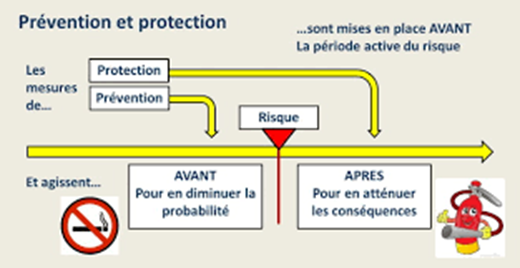 Prévention et protection
...sont mises en place AVANT
La période active du risque
Les
mesures
de...
Protection
Prévention
Risque
Et agissent...
AVANT
Pour en diminuer la
probabilité
APRES
Pour en atténuer
les conséquences